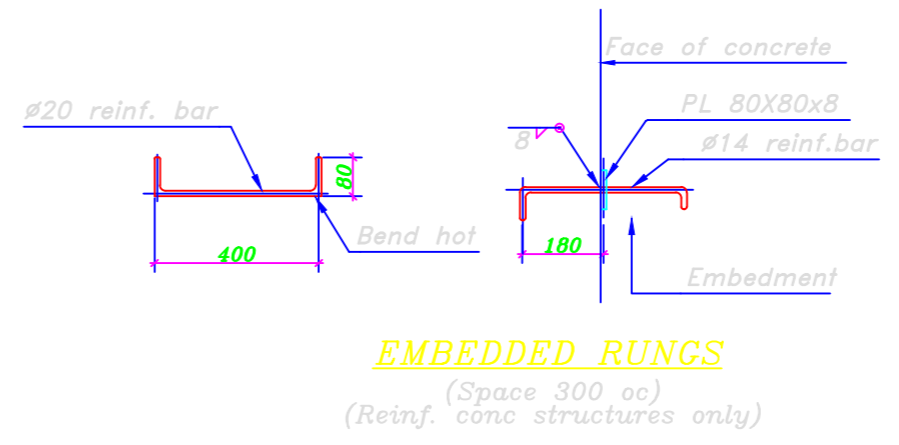 Face of concrete
ø20 reinf. bar
PL 80X80x8
8
ø14 reinf.bar
80
Bend hot
400
180
Embedment
EMBEDDED RUNGS
(Space 300 oc)
(Reinf. conc structures only)